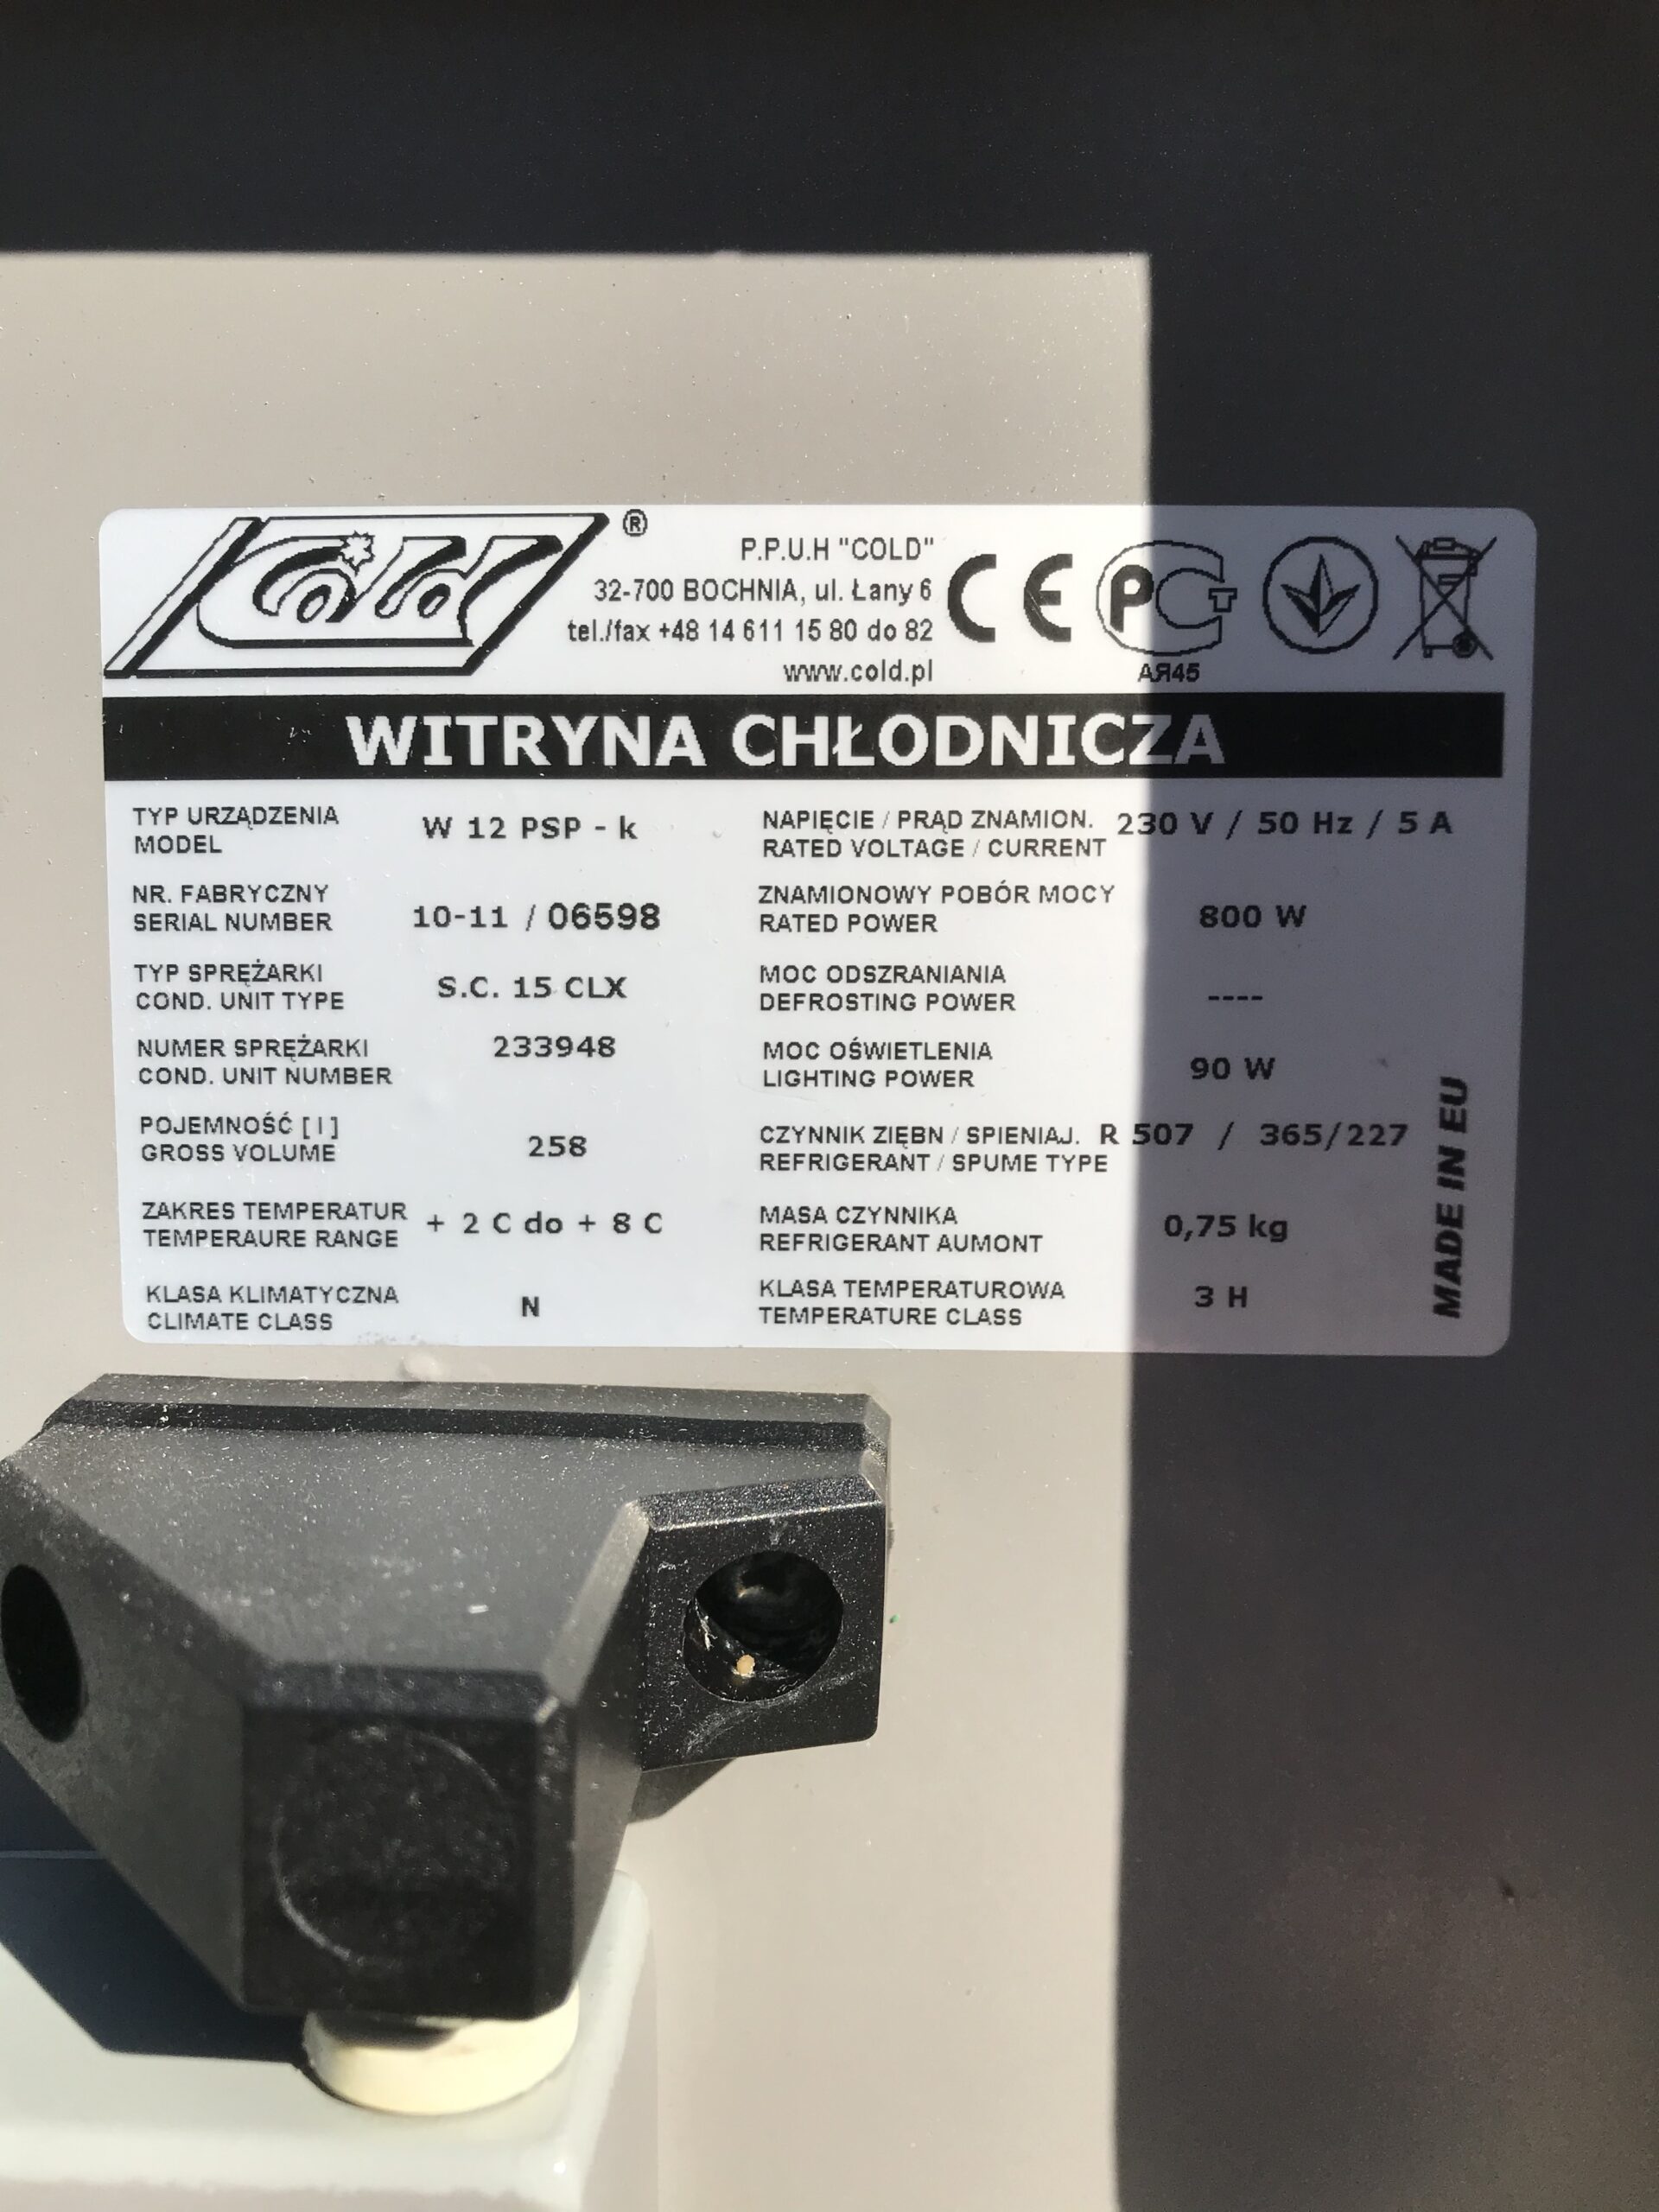 Cold ®
P.P.U.H "COLD"
32-700 BOCHNIA, ul. Łany 6
tel./fax +48 14 611 15 80 do 82
www.cold.pl
CE
PCT
АЯ45
WITRYNA CHŁODNICZA
TYP URZĄDZENIA
MODEL
W 12 PSP - k
NR. FABRYCZNY
SERIAL NUMBER
10-11 / 06598
TYP SPRĘŻARKI
COND. UNIT TYPE
S.C. 15 CLX
NUMER SPRĘŻARKI
COND. UNIT NUMBER
233948
POJEMNOŚĆ [ l ]
GROSS VOLUME
258
ZAKRES TEMPERATUR
TEMPERAURE RANGE
+ 2 C do + 8 C
KLASA KLIMATYCZNA
CLIMATE CLASS
N
NAPIĘCIE / PRĄD ZNAMION.
RATED VOLTAGE / CURRENT
230 V / 50 Hz / 5 A
ZNAMIONOWY POBÓR MOCY
RATED POWER
800 W
MOC ODSZRANIANIA
DEFROSTING POWER
----
MOC OŚWIETLENIA
LIGHTING POWER
90 W
CZYNNIK ZIĘBN / SPIENIAJ.
REFRIGERANT / SPUME TYPE
R 507 / 365/227
MASA CZYNNIKA
REFRIGERANT AUMONT
0,75 kg
KLASA TEMPERATUROWA
TEMPERATURE CLASS
3 H
MADE IN EU